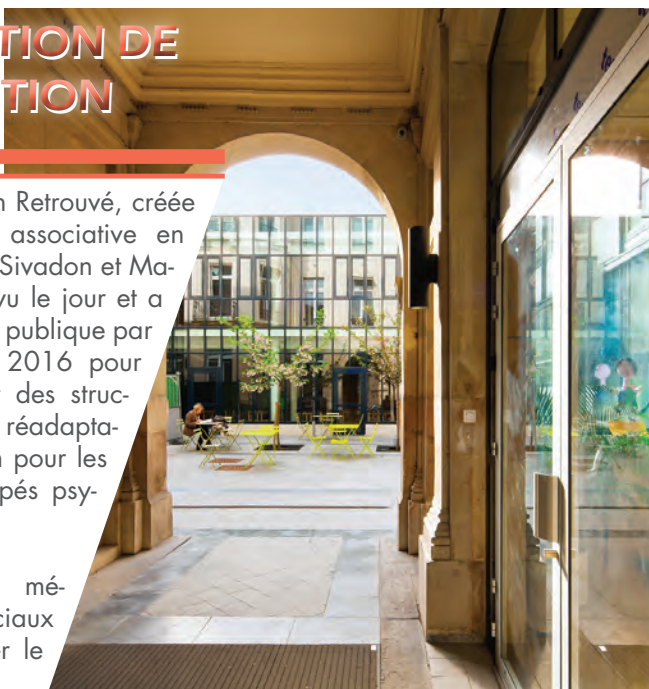 TION DE
TION
n Retrouvé, créée
associative en
Sivadon et Ma-
vu le jour et a
publique par
2016 pour
des struc-
réadapta-
n pour les
pés psy-
mé-
ciaux
er le